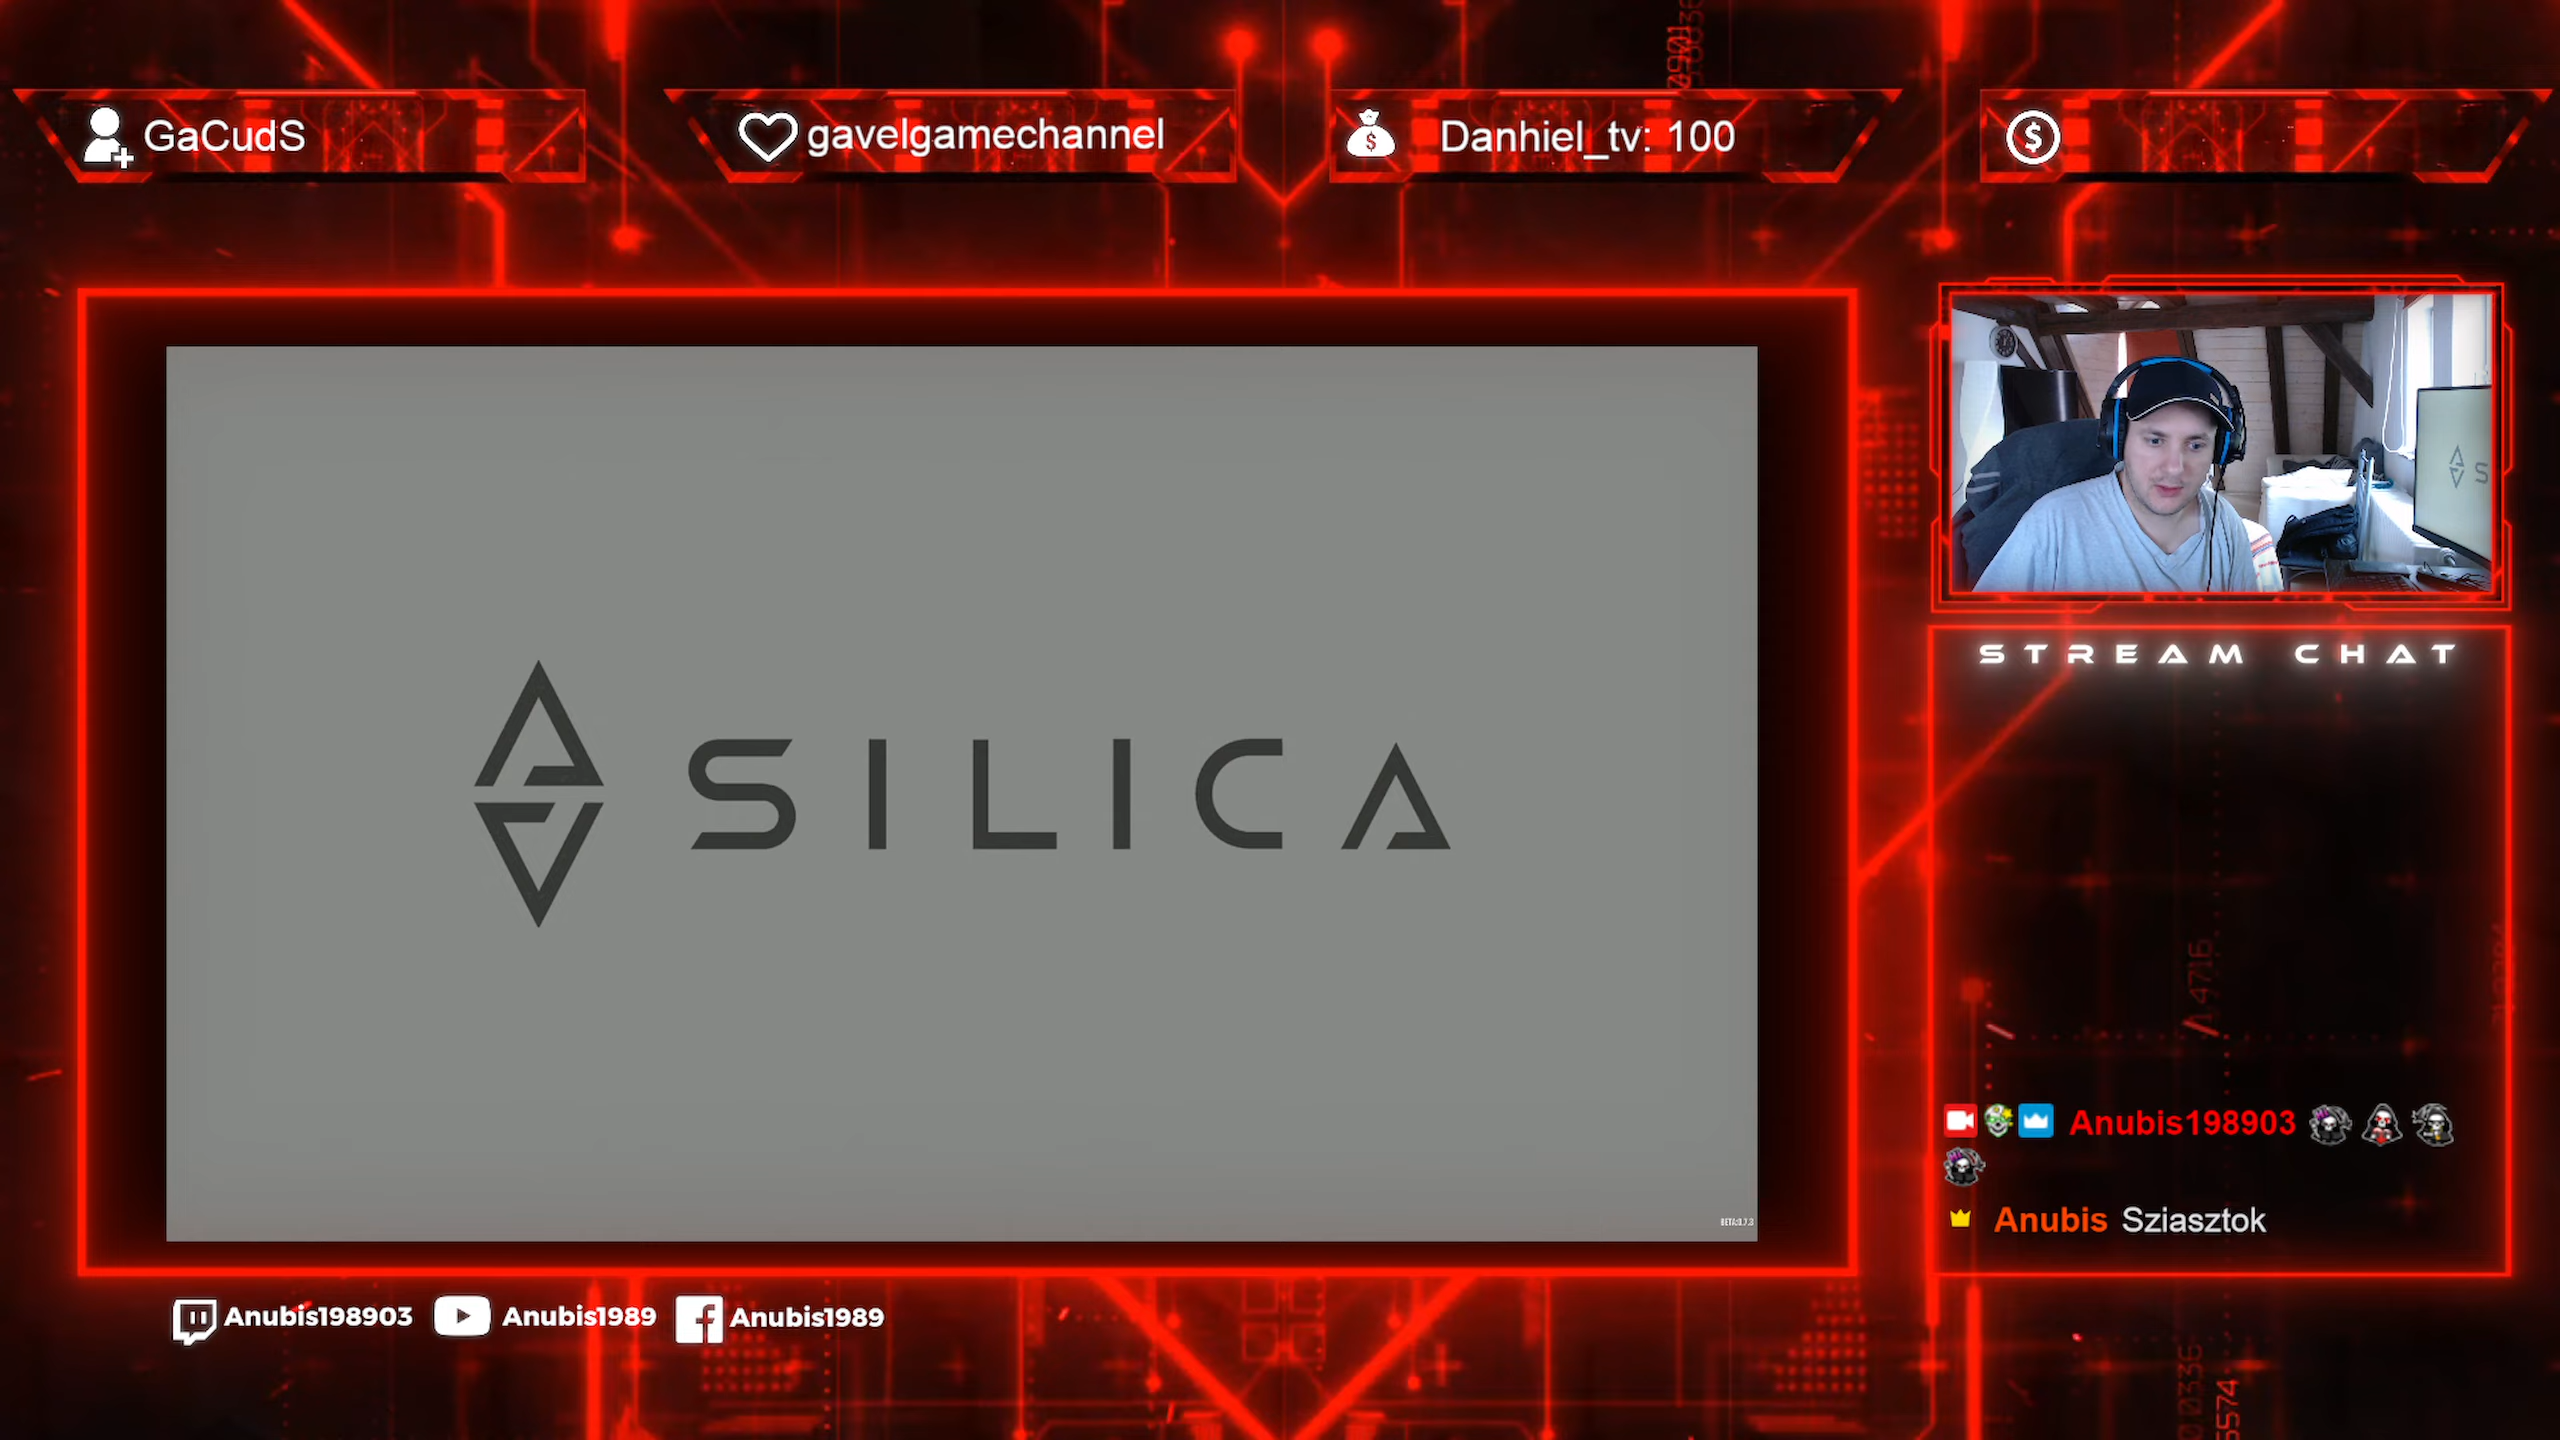 GaCudS
gavelgamechannel
Danhiel_tv: 100
SILICA
STREAM CHAT
Anubis198903
Anubis Sziasztok
Anubis198903 Anubis1989 Anubis1989